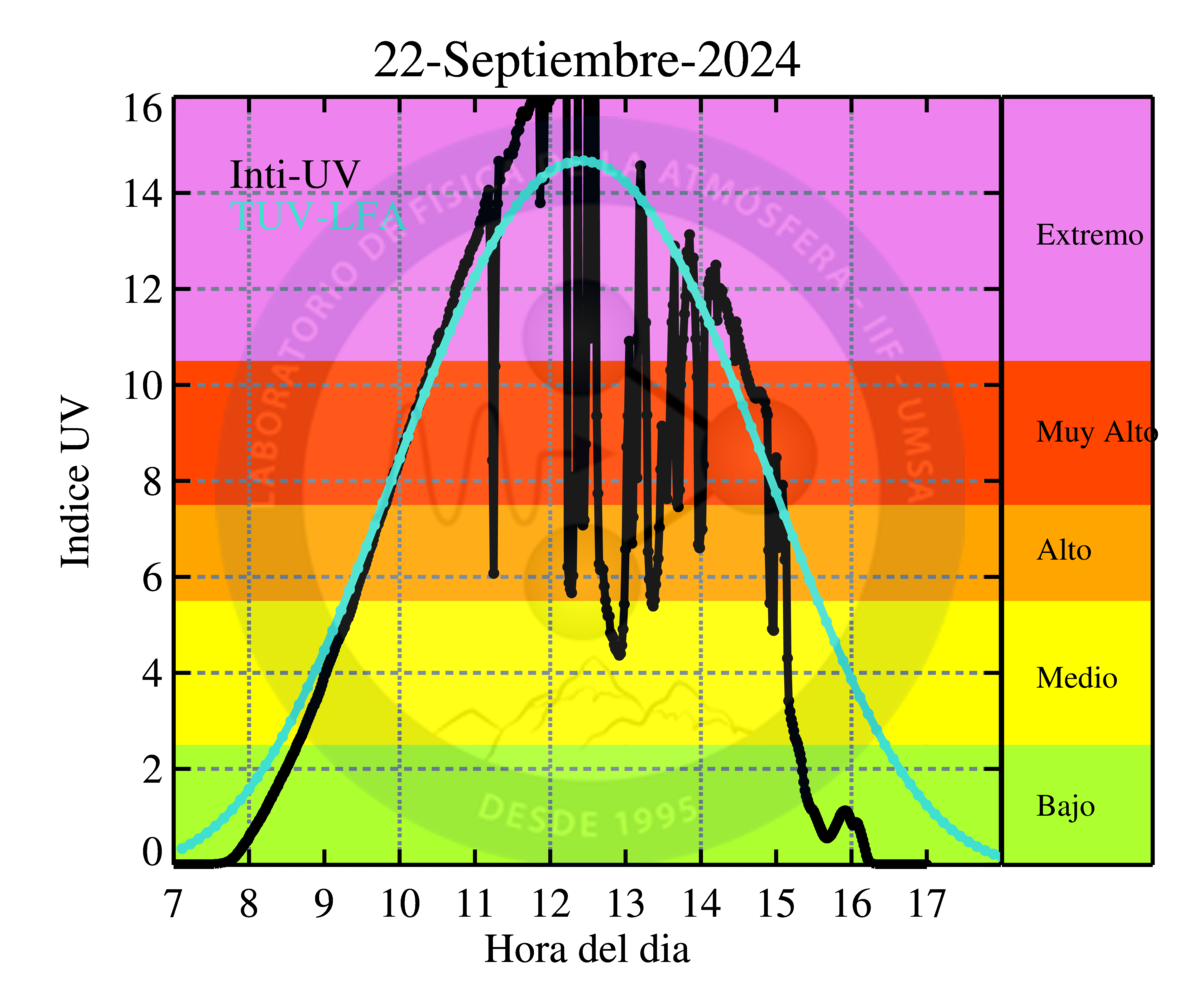 22-Septiembre-2024
Indice UV
16
14
12
10
8
6
4
2
0
Inti-UV
TUV-LFA
LABORATORIO DE FÍSICA DE LA ATMÓSFERA - IIF - UMSA
DESDE 1995
Extremo
Muy Alto
Alto
Medio
Bajo
7 8 9 10 11 12 13 14 15 16 17
Hora del dia